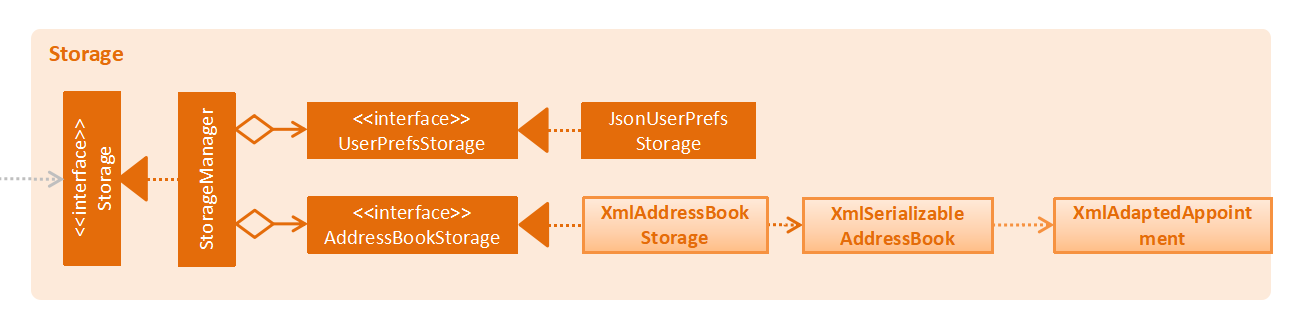 Storage
<<interface>>
Storage
StorageManager
<<interface>>
UserPrefsStorage
JsonUserPrefs
Storage
<<interface>>
AddressBookStorage
XmlAddressBook
Storage
XmlSerializable
AddressBook
XmlAdaptedAppoint
ment